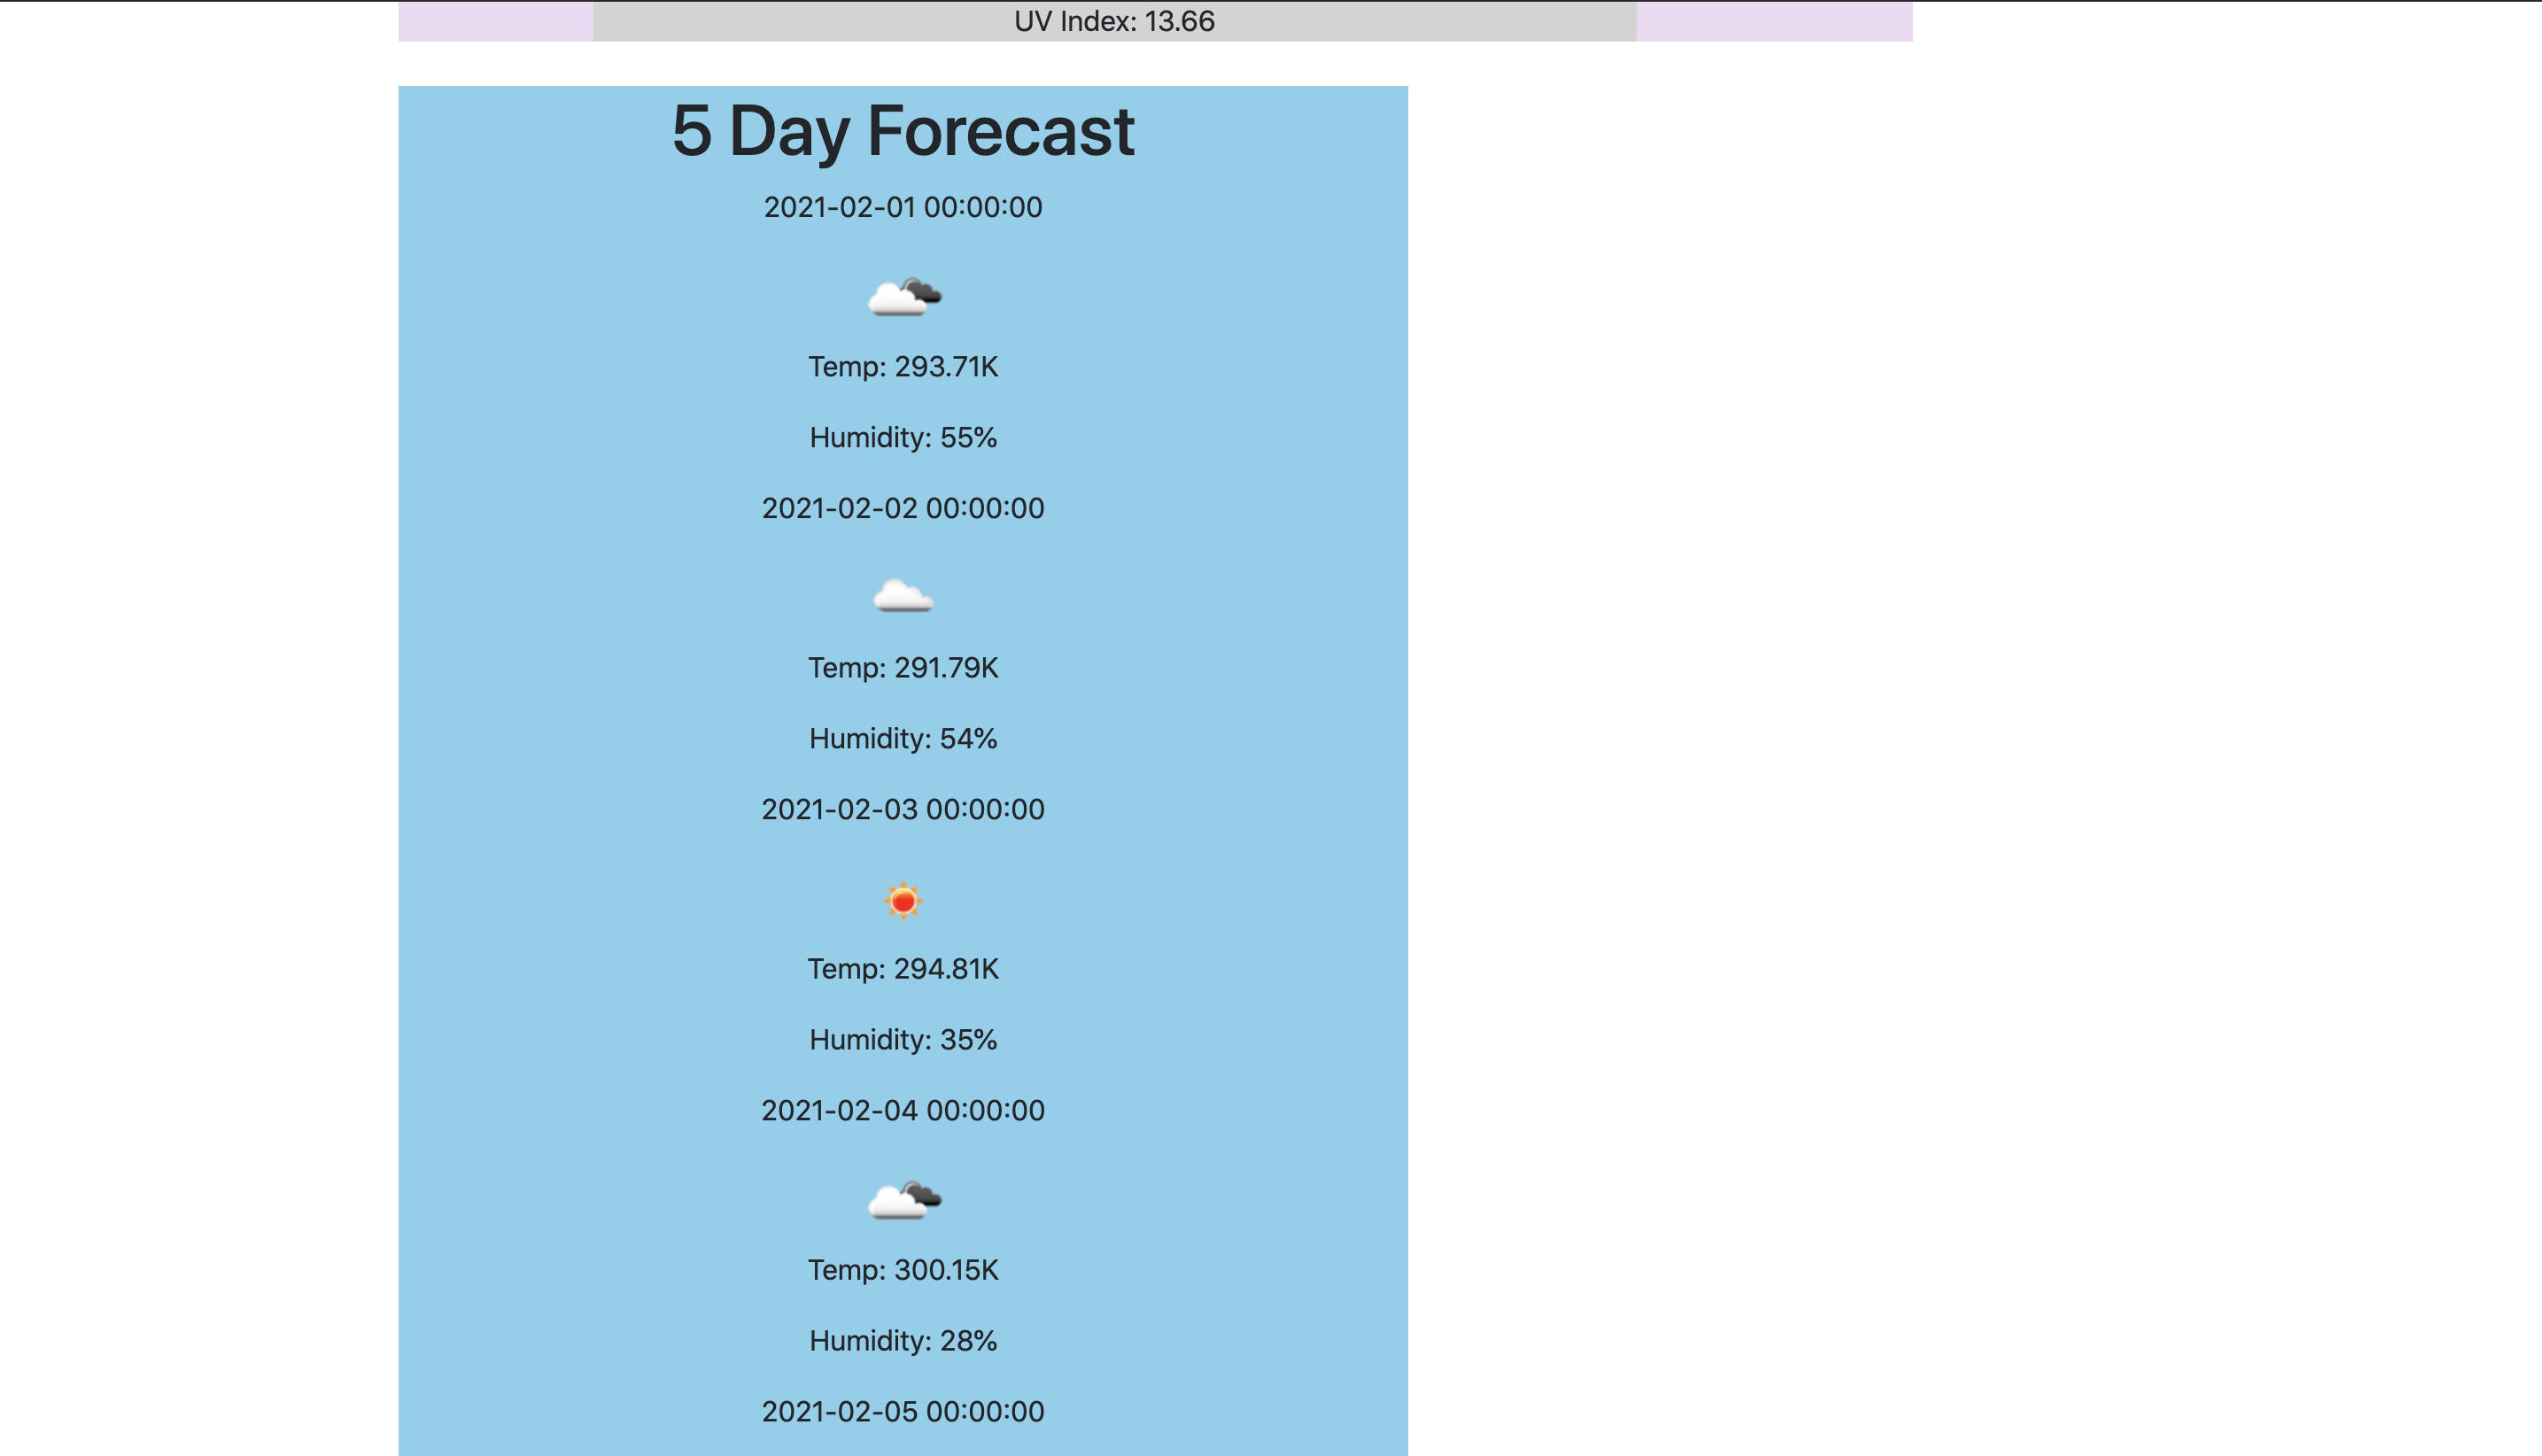 UV Index: 13.66
5 Day Forecast
2021-02-01 00:00:00
Temp: 293.71K
Humidity: 55%
2021-02-02 00:00:00
Temp: 291.79K
Humidity: 54%
2021-02-03 00:00:00
Temp: 294.81K
Humidity: 35%
2021-02-04 00:00:00
Temp: 300.15K
Humidity: 28%
2021-02-05 00:00:00